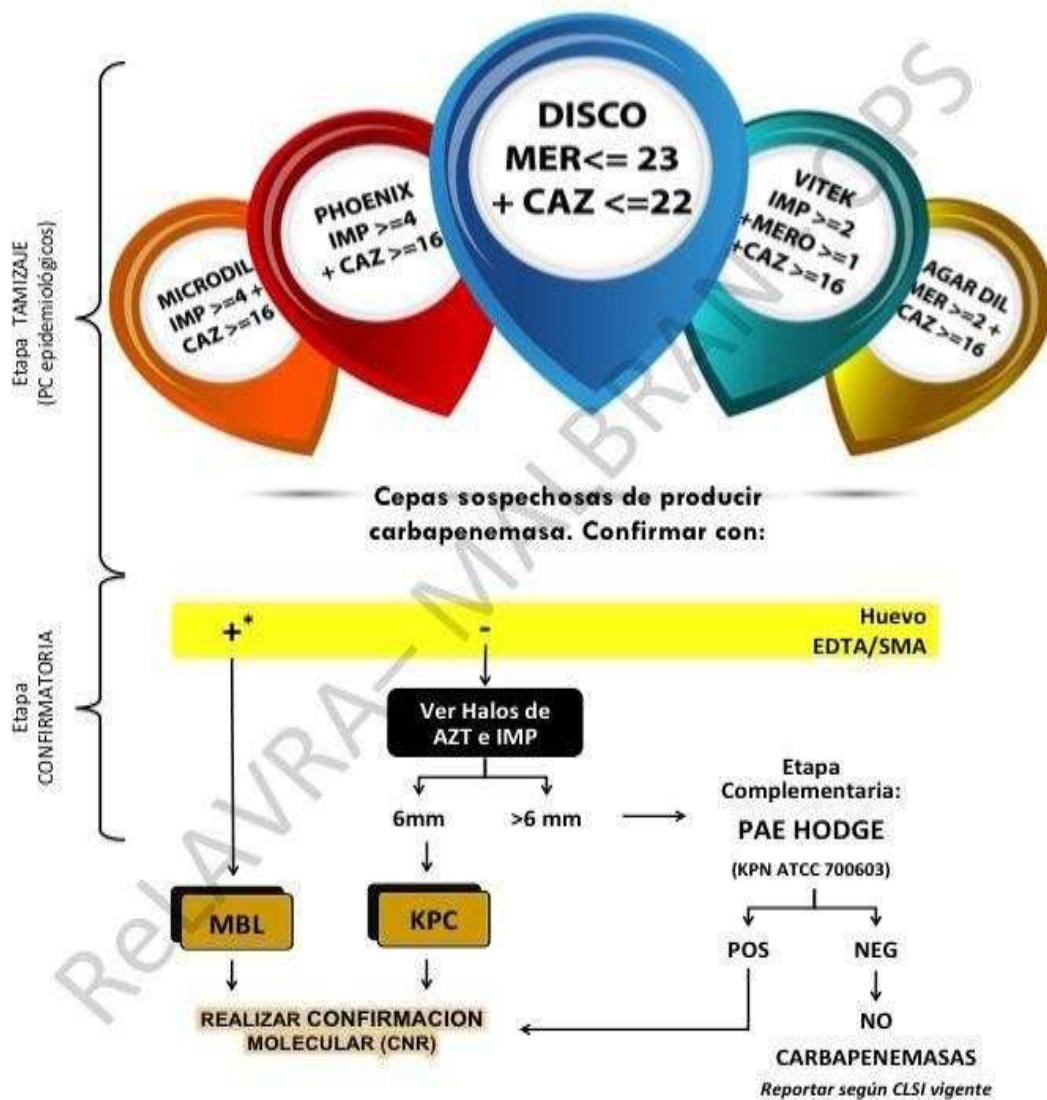 DISCO
MER<= 23
+ CAZ <=22
PHOENIX
IMP >=4
+ CAZ >=16
VITEK
IMP >=2
+MERO >=1
+CAZ >=16
MICRODIL
IMP >=4 +
CAZ >=16
AGAR DIL
MER >=2 +
CAZ >=16
Etapa TAMIZAJE
(PC epidemiológicos)
Cepas sospechosas de producir
carbapenemasa. Confirmar con:
Etapa
CONFIRMATORIA
+*
-
Huevo
EDTA/SMA
Ver Halos de
AZT e IMP
6mm
>6 mm
Etapa
Complementaria:
PAE HODGE
(KPN ATCC 700603)
MBL
KPC
POS
NEG
REALIZAR CONFIRMACION
MOLECULAR (CNR)
NO
CARBAPENEMASAS
Reportar según CLSI vigente